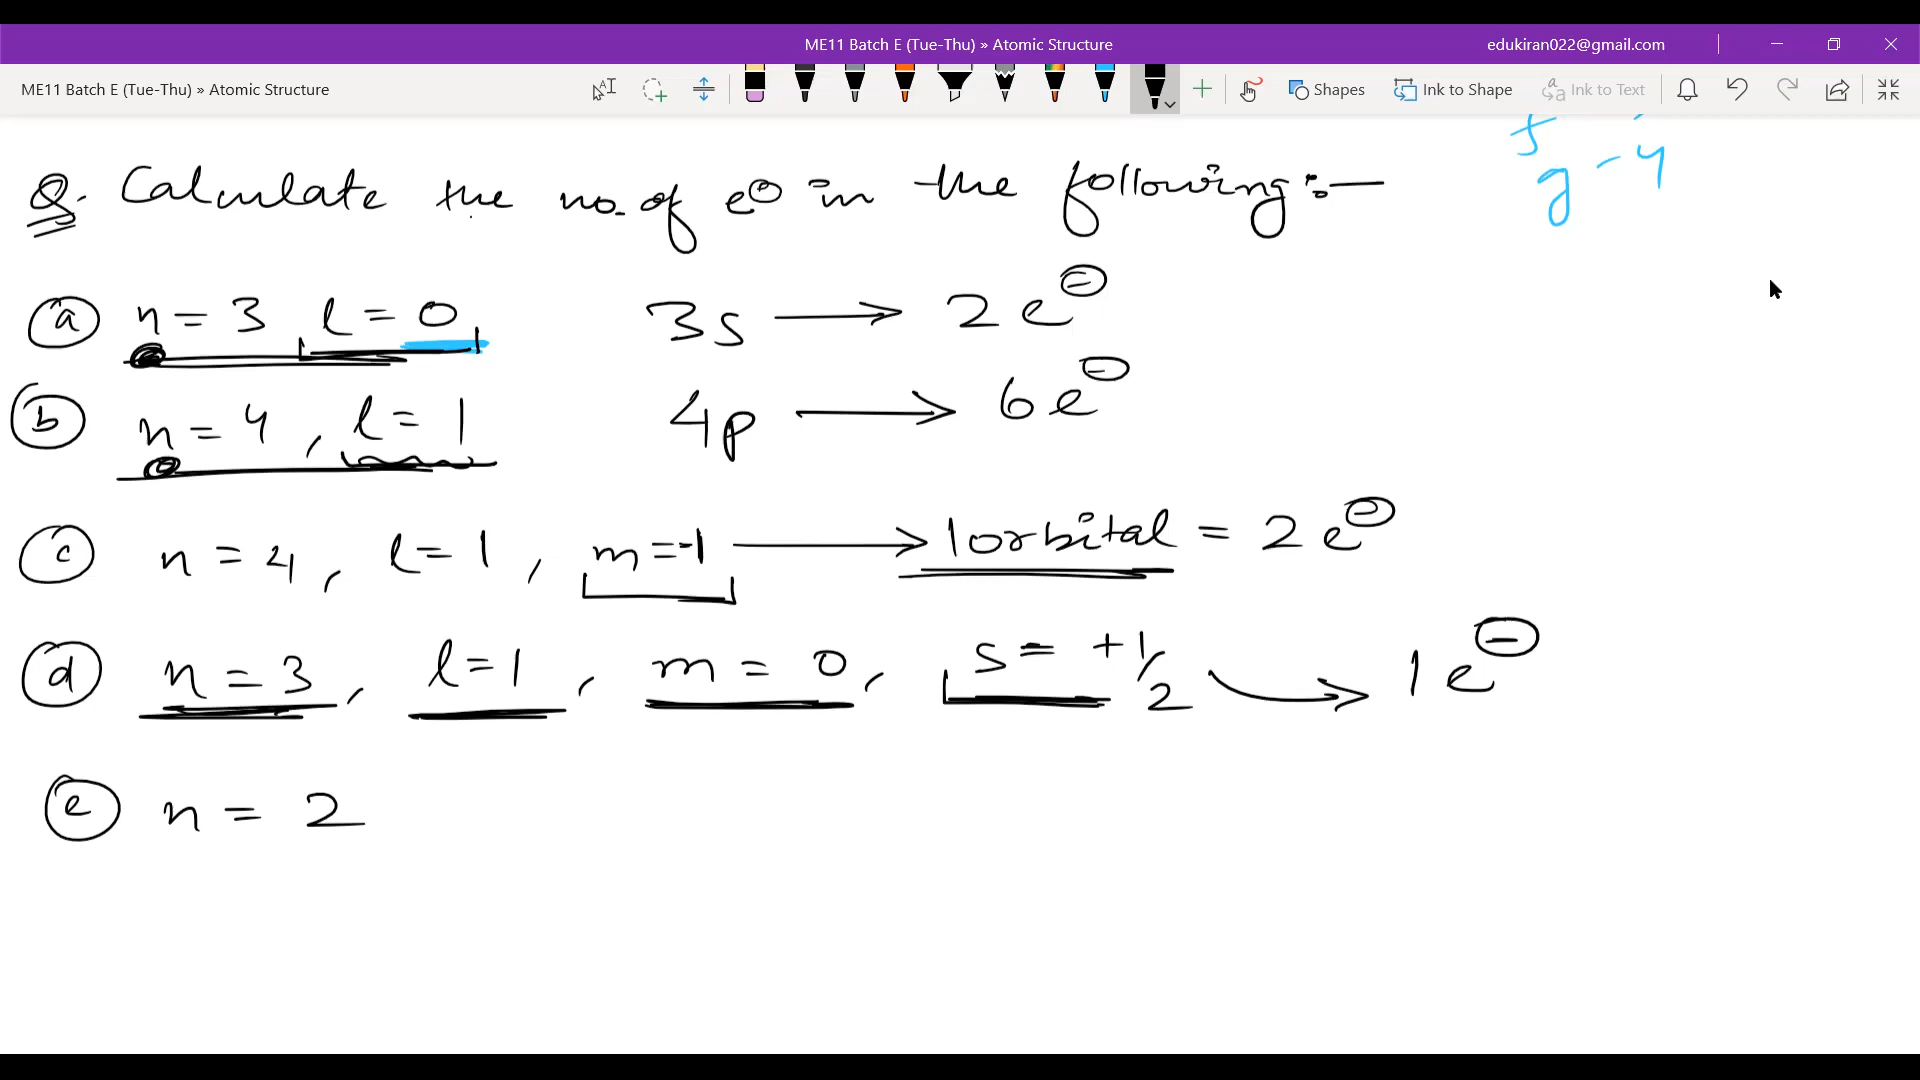 ME11 Batch E (Tue-Thu) » Atomic Structure
edukiran022@gmail.com
ME11 Batch E (Tue-Thu) » Atomic Structure
Shapes
Ink to Shape
Ink to Text
g - 4
Q. Calculate the no. of e⊖ in the following :—
(a) n = 3, l = 0, 3s ⟶ 2 e⊖
(b) n = 4, l = 1 4p ⟶ 6 e⊖
(c) n = 4, l = 1, m = -1 ⟶ 1 orbital = 2 e⊖
(d) n = 3, l = 1, m = 0, s = +1/2 ⟶ 1 e⊖
(e) n = 2